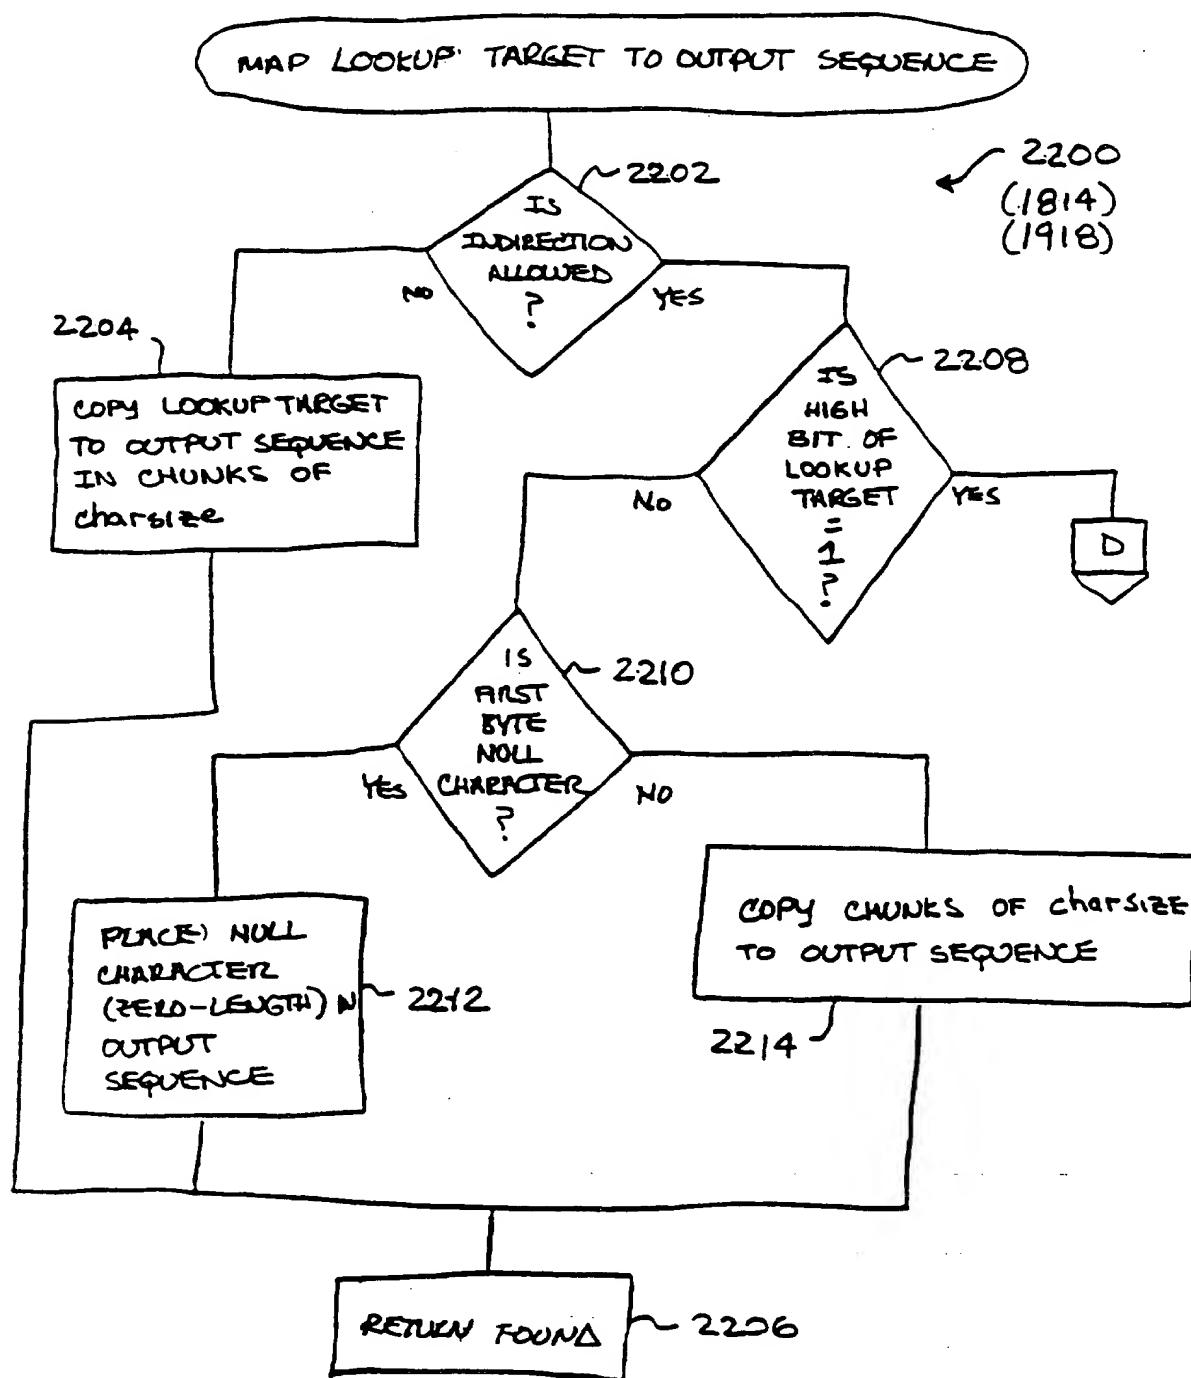 MAP LOOKUP TARGET TO OUTPUT SEQUENCE
2200
(1814)
(1918)
2202
IS
INDIRECTION
ALLOWED
?
NO
YES
2204
COPY LOOKUP TARGET
TO OUTPUT SEQUENCE
IN CHUNKS OF
charsize
2208
IS
HIGH
BIT OF
LOOKUP
TARGET
=
1
?
NO
YES
D
2210
IS
FIRST
BYTE
NULL
CHARACTER
?
YES
NO
PLACE NULL
CHARACTER
(ZERO-LENGTH) IN
OUTPUT
SEQUENCE
2212
COPY CHUNKS OF charsize
TO OUTPUT SEQUENCE
2214
RETURN FOUND
2206